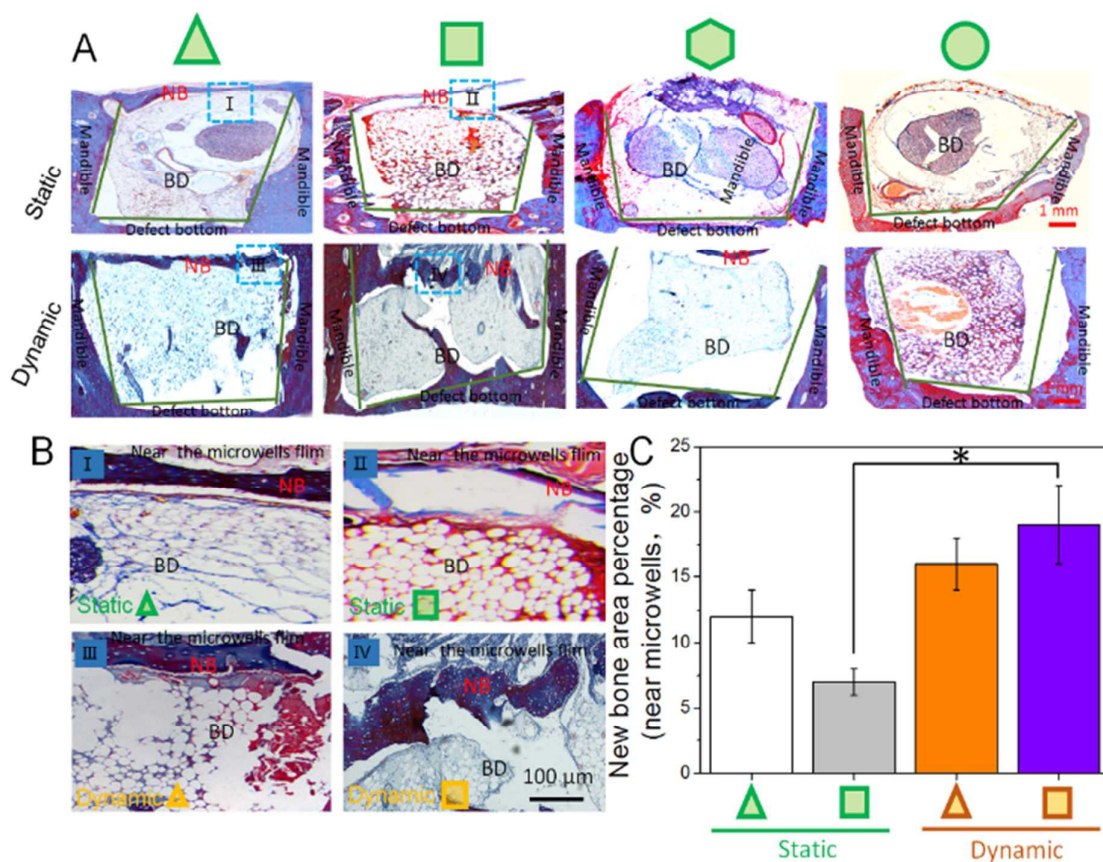 A
Static
NB
I
Mandible
BD
Mandible
Defect bottom
NB
II
Mandible
BD
Mandible
Defect bottom
Mandible
BD
Mandible
Mandible
Defect bottom
BD
Mandible
1 mm
Defect bottom
Dynamic
NB
III
Mandible
BD
Mandible
Defect bottom
IV
NB
Mandible
BD
Mandible
Defect bottom
NB
Mandible
BD
Mandible
Defect bottom
Mandible
BD
Mandible
1 mm
Defect bottom
B
I
Near the microwells flim
NB
BD
Static
II
Near the microwells flim
NB
BD
Static
III
Near the microwells flim
NB
BD
Dynamic
IV
Near the microwells flim
NB
BD
100 μm
Dynamic
C
New bone area percentage
(near microwells, %)
25
20
15
10
5
0
*
Static
Dynamic